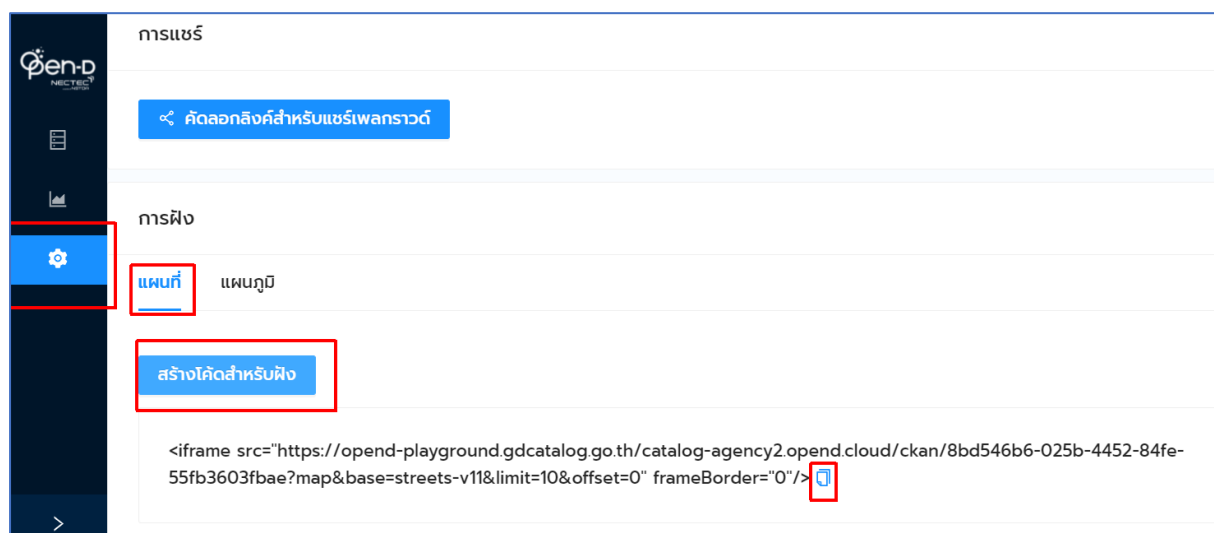 การแชร์
Open-D
NECTEC
คัดลอกลิงค์สำหรับแชร์เพลกราวด์
การฝัง
แผนที่ แผนภูมิ
สร้างโค้ดสำหรับฝัง
<iframe src="https://opend-playground.gdcatalog.go.th/catalog-agency2.opend.cloud/ckan/8bd546b6-025b-4452-84fe-
55fb3603fbae?map&base=streets-v11&limit=10&offset=0" frameBorder="0"/>